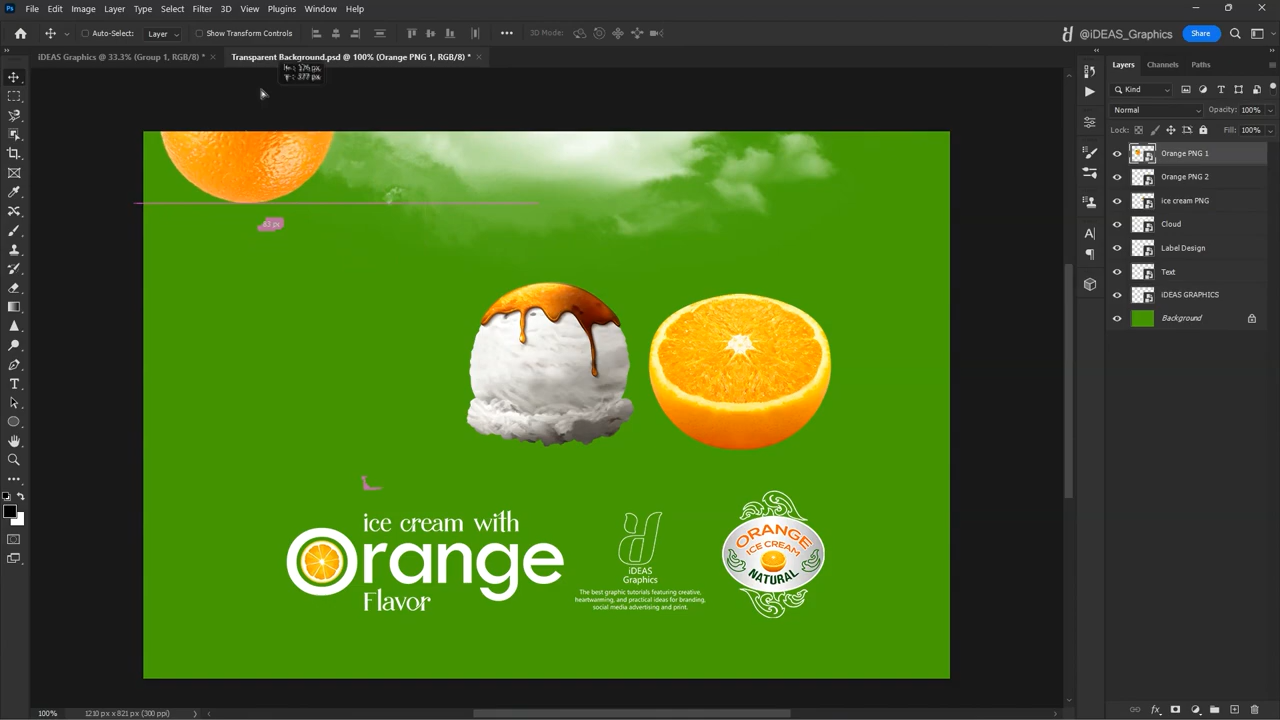 File Edit Image Layer Type Select Filter 3D View Plugins Window Help
Auto-Select: Layer Show Transform Controls 3D Mode: @iDEAS_Graphics Share
iDEAS Graphics @ 33.3% (Group 1, RGB/8) * Transparent Background.psd @ 100% (Orange PNG 1, RGB/8) *
Layers Channels Paths
Kind
Normal Opacity: 100%
Lock: Fill: 100%
Orange PNG 1
Orange PNG 2
ice cream PNG
Cloud
Label Design
Text
iDEAS GRAPHICS
Background
ice cream with
Orange
Flavor
iDEAS
Graphics
The best graphic tutorials featuring creative,
heartwarming, and practical ideas for branding,
social media advertising and print.
ORANGE
ICE CREAM
NATURAL
100% 1210 px x 821 px (300 ppi)